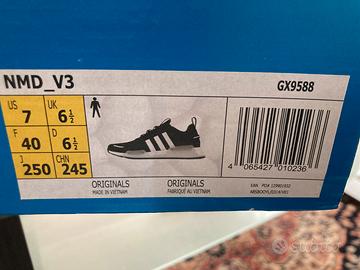 NMD_V3
GX9588
US 7
UK 6½
F 40
D 6½
J 250
CHN 245
ORIGINALS
MADE IN VIETNAM
ORIGINALS
FABRIQUÉ AU VIETNAM
4 065427 010236
subito